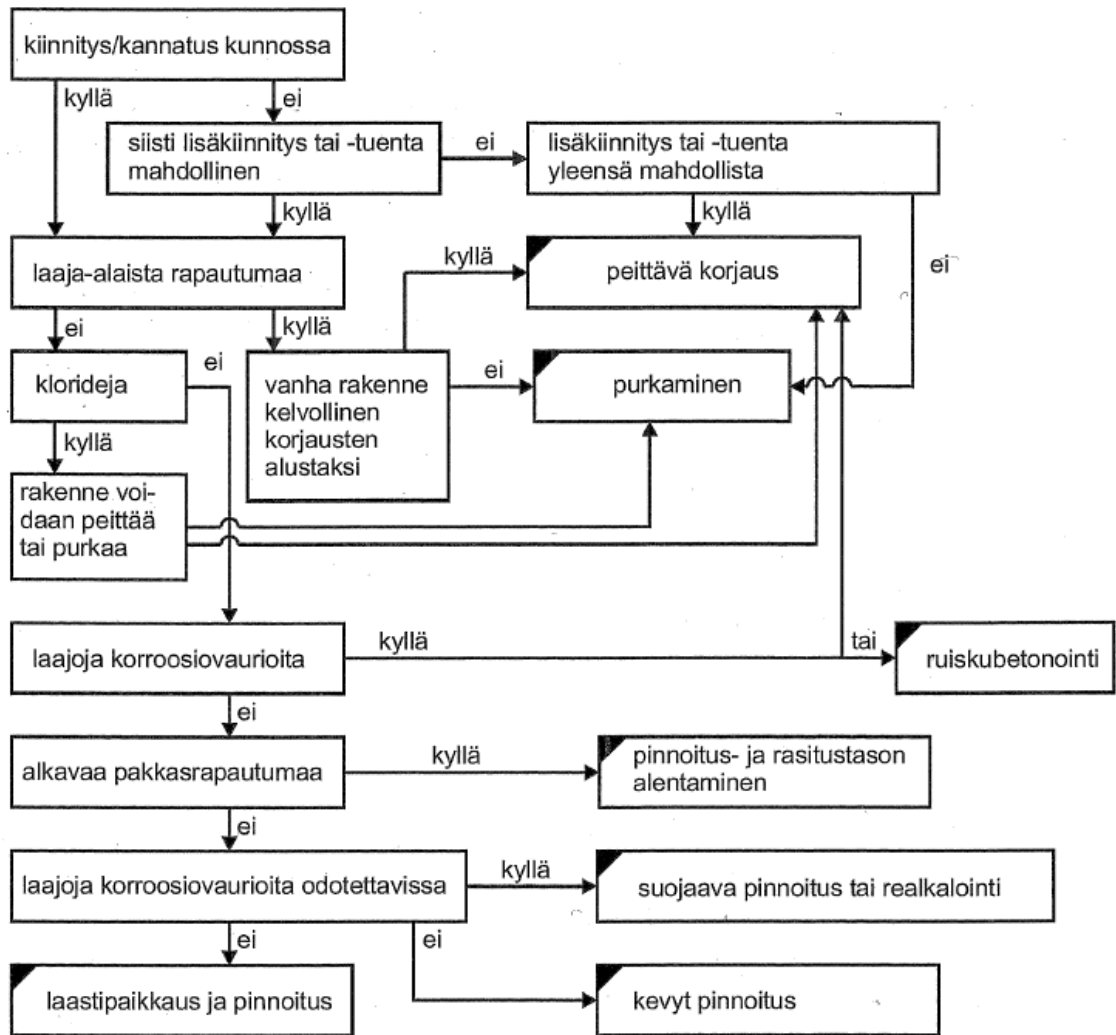 kiinnitys/kannatus kunnossa
kyllä
ei
siisti lisäkiinnitys tai -tuenta
mahdollinen
ei
lisäkiinnitys tai -tuenta
yleensä mahdollista
kyllä
kyllä
ei
laaja-alaista rapautumaa
kyllä
peittävä korjaus
ei
kyllä
klorideja
ei
vanha rakenne
kelvollinen
korjausten
alustaksi
ei
purkaminen
kyllä
rakenne voi-
daan peittää
tai purkaa
laajoja korroosiovaurioita
kyllä
tai
ruiskubetonointi
ei
alkavaa pakkasrapautumaa
kyllä
pinnoitus- ja rasitustason
alentaminen
ei
laajoja korroosiovaurioita odotettavissa
kyllä
suojaava pinnoitus tai realkalointi
ei
ei
laastipaikkaus ja pinnoitus
kevyt pinnoitus